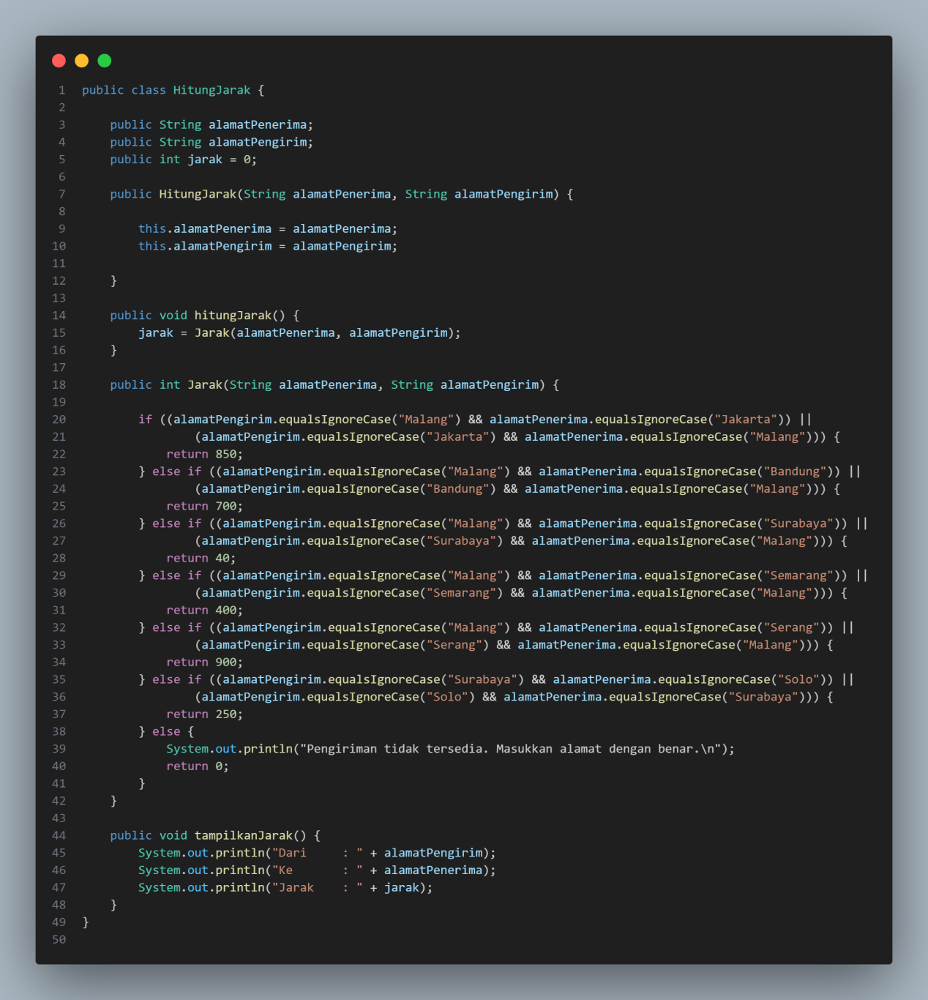 1 public class HitungJarak {
2
3     public String alamatPenerima;
4     public String alamatPengirim;
5     public int jarak = 0;
6
7     public HitungJarak(String alamatPenerima, String alamatPengirim) {
8
9         this.alamatPenerima = alamatPenerima;
10         this.alamatPengirim = alamatPengirim;
11
12     }
13
14     public void hitungJarak() {
15         jarak = Jarak(alamatPenerima, alamatPengirim);
16     }
17
18     public int Jarak(String alamatPenerima, String alamatPengirim) {
19
20         if ((alamatPengirim.equalsIgnoreCase("Malang") && alamatPenerima.equalsIgnoreCase("Jakarta")) ||
21                 (alamatPengirim.equalsIgnoreCase("Jakarta") && alamatPenerima.equalsIgnoreCase("Malang"))) {
22             return 850;
23         } else if ((alamatPengirim.equalsIgnoreCase("Malang") && alamatPenerima.equalsIgnoreCase("Bandung")) ||
24                 (alamatPengirim.equalsIgnoreCase("Bandung") && alamatPenerima.equalsIgnoreCase("Malang"))) {
25             return 700;
26         } else if ((alamatPengirim.equalsIgnoreCase("Malang") && alamatPenerima.equalsIgnoreCase("Surabaya")) ||
27                 (alamatPengirim.equalsIgnoreCase("Surabaya") && alamatPenerima.equalsIgnoreCase("Malang"))) {
28             return 40;
29         } else if ((alamatPengirim.equalsIgnoreCase("Malang") && alamatPenerima.equalsIgnoreCase("Semarang")) ||
30                 (alamatPengirim.equalsIgnoreCase("Semarang") && alamatPenerima.equalsIgnoreCase("Malang"))) {
31             return 400;
32         } else if ((alamatPengirim.equalsIgnoreCase("Malang") && alamatPenerima.equalsIgnoreCase("Serang")) ||
33                 (alamatPengirim.equalsIgnoreCase("Serang") && alamatPenerima.equalsIgnoreCase("Malang"))) {
34             return 900;
35         } else if ((alamatPengirim.equalsIgnoreCase("Surabaya") && alamatPenerima.equalsIgnoreCase("Solo")) ||
36                 (alamatPengirim.equalsIgnoreCase("Solo") && alamatPenerima.equalsIgnoreCase("Surabaya"))) {
37             return 250;
38         } else {
39             System.out.println("Pengiriman tidak tersedia. Masukkan alamat dengan benar.\n");
40             return 0;
41         }
42     }
43
44     public void tampilkanJarak() {
45         System.out.println("Dari     : " + alamatPengirim);
46         System.out.println("Ke       : " + alamatPenerima);
47         System.out.println("Jarak    : " + jarak);
48     }
49 }
50